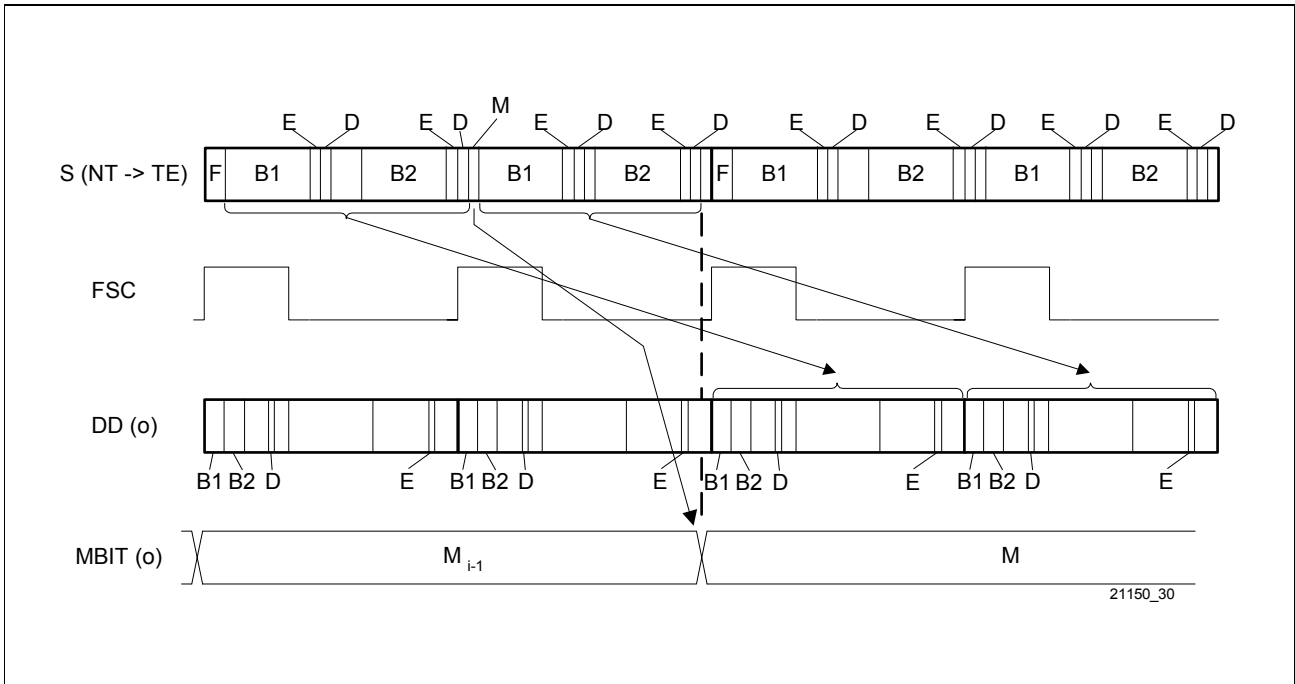 M
E D E D E D E D E D E D E D E D
S (NT -> TE) F B1 B2 B1 B2 F B1 B2 B1 B2
FSC
DD (o)
B1 B2 D E B1 B2 D E B1 B2 D E B1 B2 D E
MBIT (o) M i-1 M
21150_30